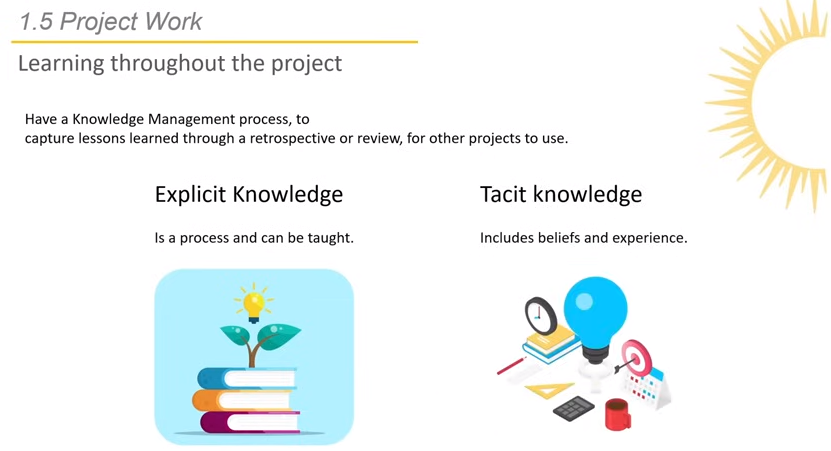 1.5 Project Work
Learning throughout the project
Have a Knowledge Management process, to
capture lessons learned through a retrospective or review, for other projects to use.
Explicit Knowledge
Is a process and can be taught.
Tacit knowledge
Includes beliefs and experience.